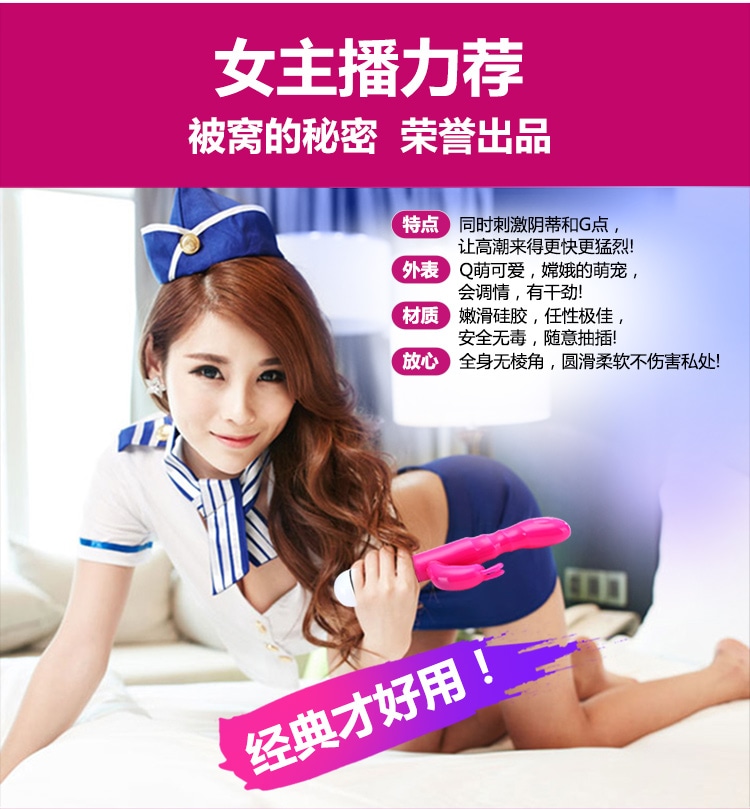 女主播力荐
被窝的秘密 荣誉出品
特点 同时刺激阴蒂和G点，
让高潮来得更快更猛烈!
外表 Q萌可爱，嫦娥的萌宠，
会调情，有干劲!
材质 嫩滑硅胶，任性极佳，
安全无毒，随意抽插!
放心 全身无棱角，圆滑柔软不伤害私处!
经典才好用！